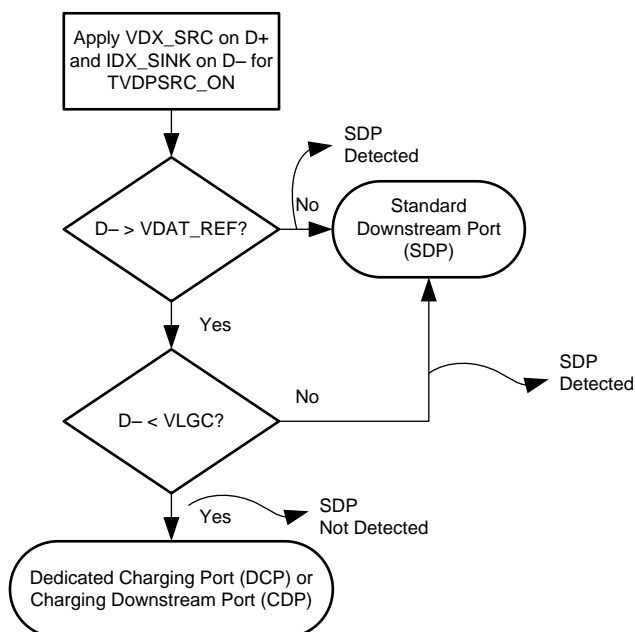 Apply VDX_SRC on D+
and IDX_SINK on D– for
TVDPSRC_ON
SDP
Detected
No
D– > VDAT_REF?
Standard
Downstream Port
(SDP)
Yes
SDP
Detected
No
D– < VLGC?
Yes
SDP
Not Detected
Dedicated Charging Port (DCP) or
Charging Downstream Port (CDP)